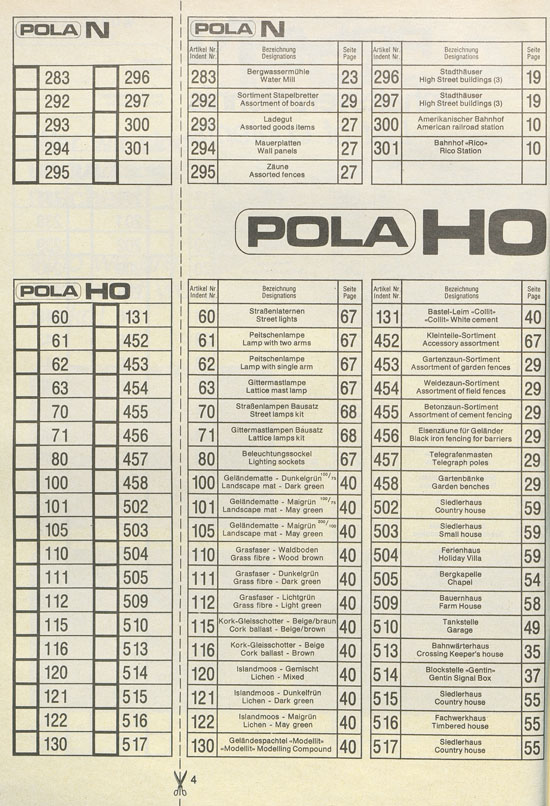 POLA N
283 296
292 297
293 300
294 301
295
POLA N
Artikel Nr. Bezeichnung Seite
Indent Nr. Designations Page
283 Bergwassermühle 23
Water Mill
292 Sortiment Stapelbretter 29
Assortment of boards
293 Ladegut 27
Assorted goods items
294 Mauerplatten 27
Wall panels
295 Zäune 27
Assorted fences
Artikel Nr. Bezeichnung Seite
Indent Nr. Designations Page
296 Stadthäuser 19
High Street buildings (3)
297 Stadthäuser 19
High Street buildings (3)
300 Amerikanischer Bahnhof 10
American railroad station
301 Bahnhof «Rico» 10
Rico Station
POLA HO
POLA HO
60 131
61 452
62 453
63 454
70 455
71 456
80 457
100 458
101 502
105 503
110 504
111 505
112 509
115 510
116 513
120 514
121 515
122 516
130 517
Artikel Nr. Bezeichnung Seite
Indent Nr. Designations Page
60 Straßenlaternen 67
Street lights
61 Peitschenlampe 67
Lamp with two arms
62 Peitschenlampe 67
Lamp with single arm
63 Gittermastlampe 67
Lattice mast lamp
70 Straßenlampen Bausatz 68
Street lamps kit
71 Gittermastlampen Bausatz 68
Lattice lamps kit
80 Beleuchtungssockel 67
Lighting sockets
100 Geländematte - Dunkelgrün 100/75 40
Landscape mat - Dark green
101 Geländematte - Maigrün 100/75 40
Landscape mat - May green
105 Geländematte - Maigrün 200/100 40
Landscape mat - May green
110 Grasfaser - Waldboden 40
Grass fibre - Wood brown
111 Grasfaser - Dunkelgrün 40
Grass fibre - Dark green
112 Grasfaser - Lichtgrün 40
Grass fibre - Light green
115 Kork-Gleisschotter - Beige/braun 40
Cork ballast - Beige/brown
116 Kork-Gleisschotter - Beige 40
Cork ballast - Brown
120 Islandmoos - Gemischt 40
Lichen - Mixed
121 Islandmoos - Dunkelfrün 40
Lichen - Dark green
122 Islandmoos - Maigrün 40
Lichen - May green
130 Geländespachtel «Modellit» 40
«Modellit» Modelling Compound
Artikel Nr. Bezeichnung Seite
Indent Nr. Designations Page
131 Bastel-Leim «Collit» 40
«Collit» White cement
452 Kleinteile-Sortiment 67
Accessory assortment
453 Gartenzaun-Sortiment 29
Assortment of garden fences
454 Weidezaun-Sortiment 29
Assortment of field fences
455 Betonzaun-Sortiment 29
Assortment of cement fencing
456 Eisenzäune für Geländer 29
Black iron fencing for barriers
457 Telegrafenmasten 29
Telegraph poles
458 Gartenbänke 29
Garden benches
502 Siedlerhaus 59
Country house
503 Siedlerhaus 59
Small house
504 Ferienhaus 59
Holiday Villa
505 Bergkapelle 54
Chapel
509 Bauernhaus 58
Farm House
510 Tankstelle 49
Garage
513 Bahnwärterhaus 35
Crossing Keeper's house
514 Blockstelle «Gentin» 37
Gentin Signal Box
515 Siedlerhaus 55
Country house
516 Fachwerkhaus 55
Timbered house
517 Siedlerhaus 55
Country house
4